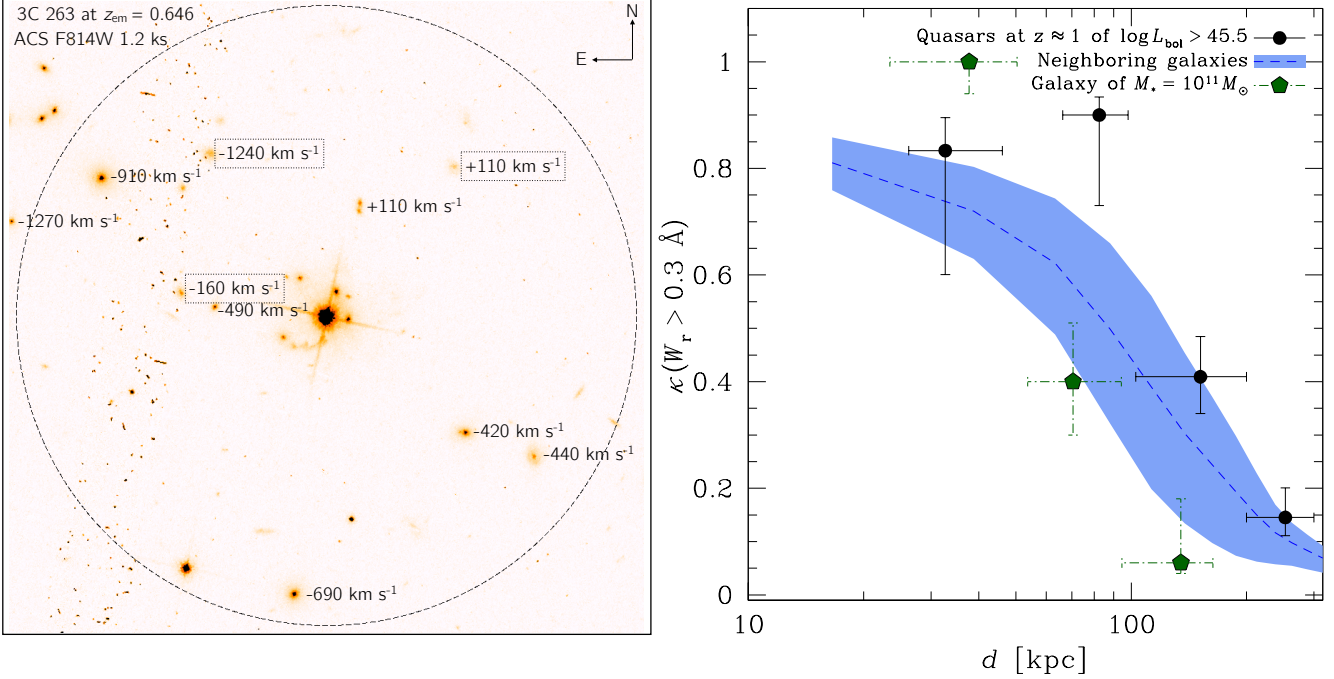 3C 263 at z_em = 0.646
ACS F814W 1.2 ks
N
E
-1240 km s⁻¹
+110 km s⁻¹
-910 km s⁻¹
+110 km s⁻¹
-1270 km s⁻¹
-160 km s⁻¹
-490 km s⁻¹
-420 km s⁻¹
-440 km s⁻¹
-690 km s⁻¹
Quasars at z ≈ 1 of log L_bol > 45.5
Neighboring galaxies
Galaxy of M_* = 10¹¹ M_⊙
κ(W_r > 0.3 Å)
1
0.8
0.6
0.4
0.2
0
10
100
d [kpc]